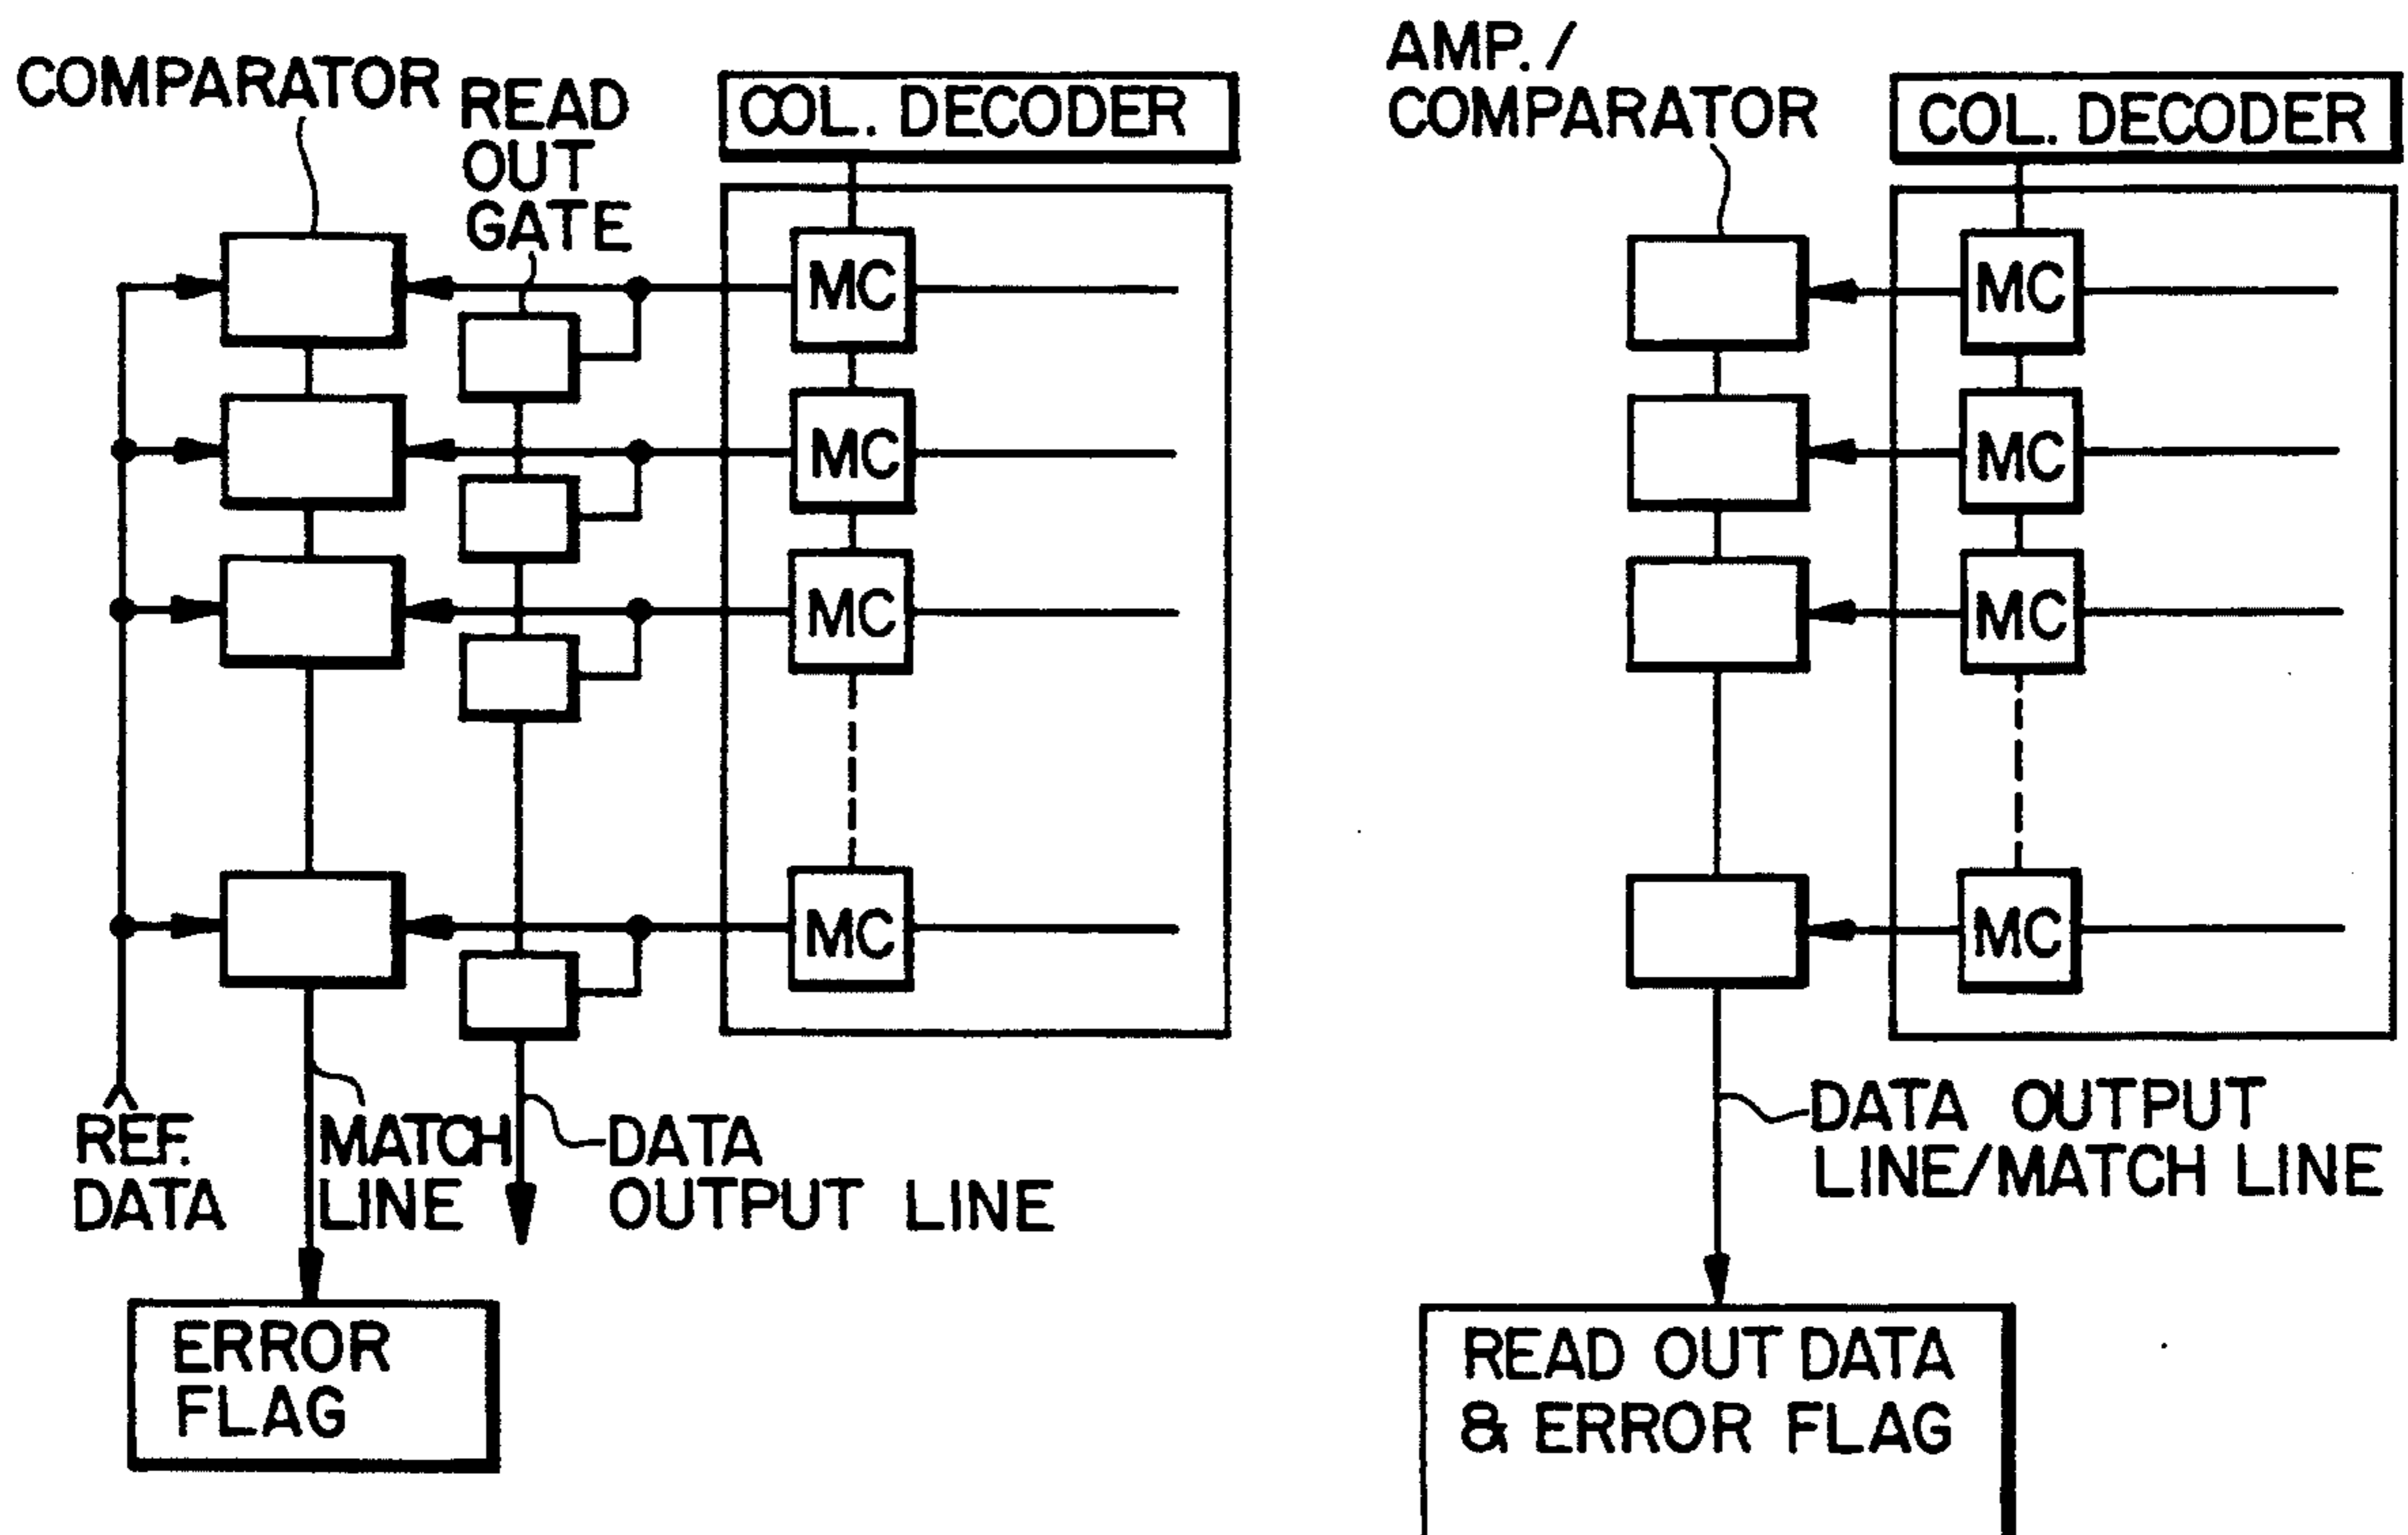 COMPARATOR
READ
OUT
GATE
COL. DECODER
MC
MC
MC
MC
REF.
DATA
MATCH
LINE
DATA
OUTPUT LINE
ERROR
FLAG
AMP./
COMPARATOR
COL. DECODER
MC
MC
MC
MC
DATA OUTPUT
LINE/MATCH LINE
READ OUT DATA
& ERROR FLAG